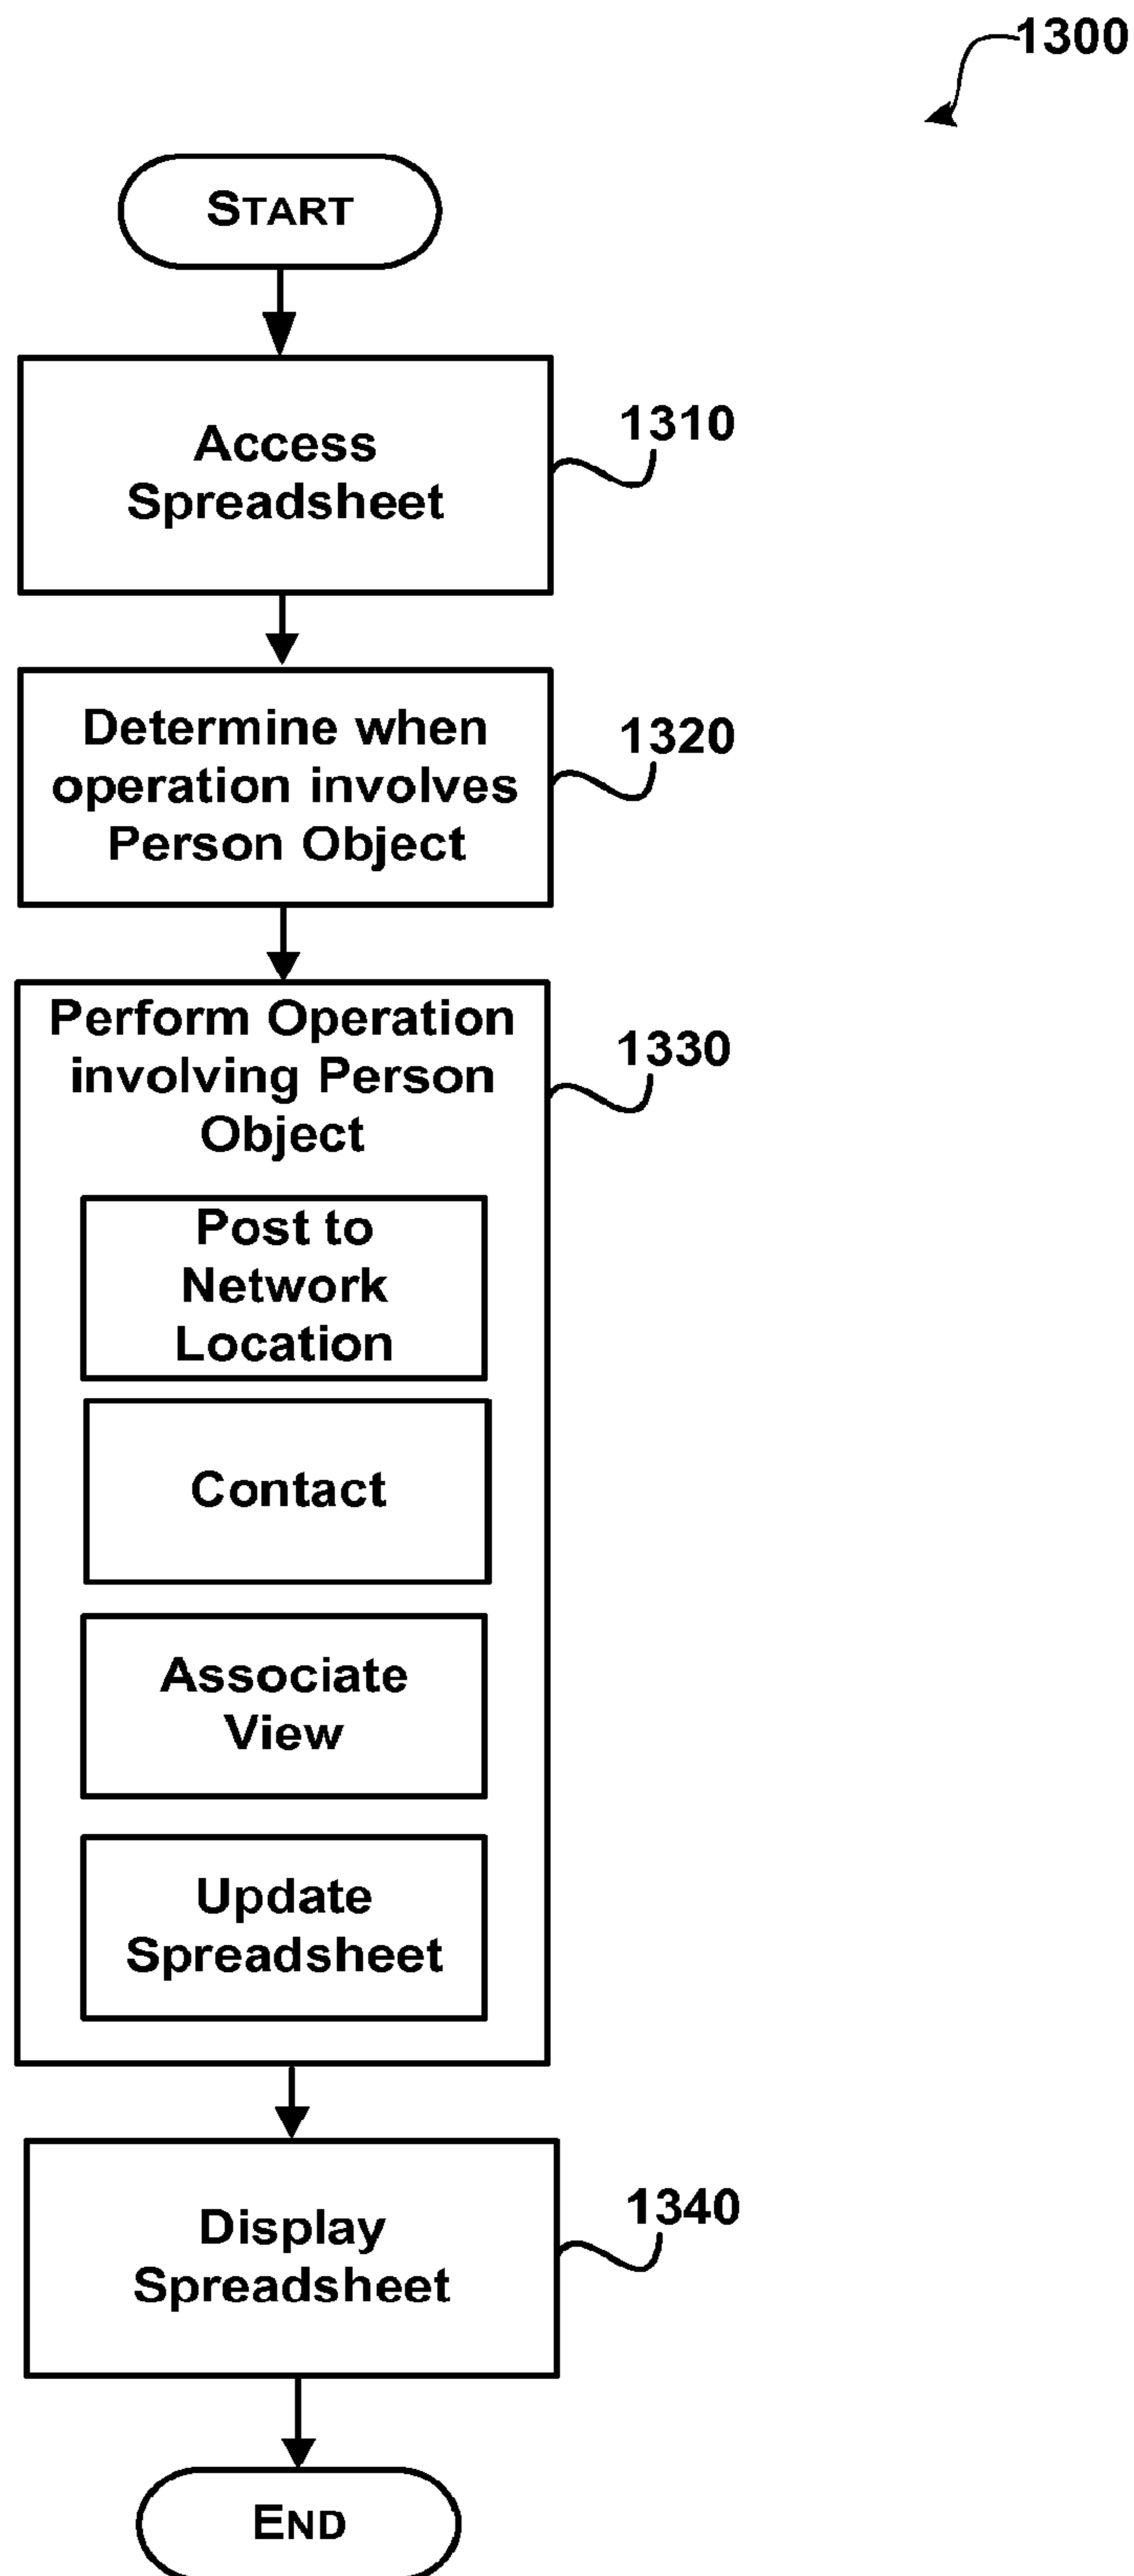 1300
START
Access
Spreadsheet
1310
Determine when
operation involves
Person Object
1320
Perform Operation
involving Person
Object
1330
Post to
Network
Location
Contact
Associate
View
Update
Spreadsheet
Display
Spreadsheet
1340
END